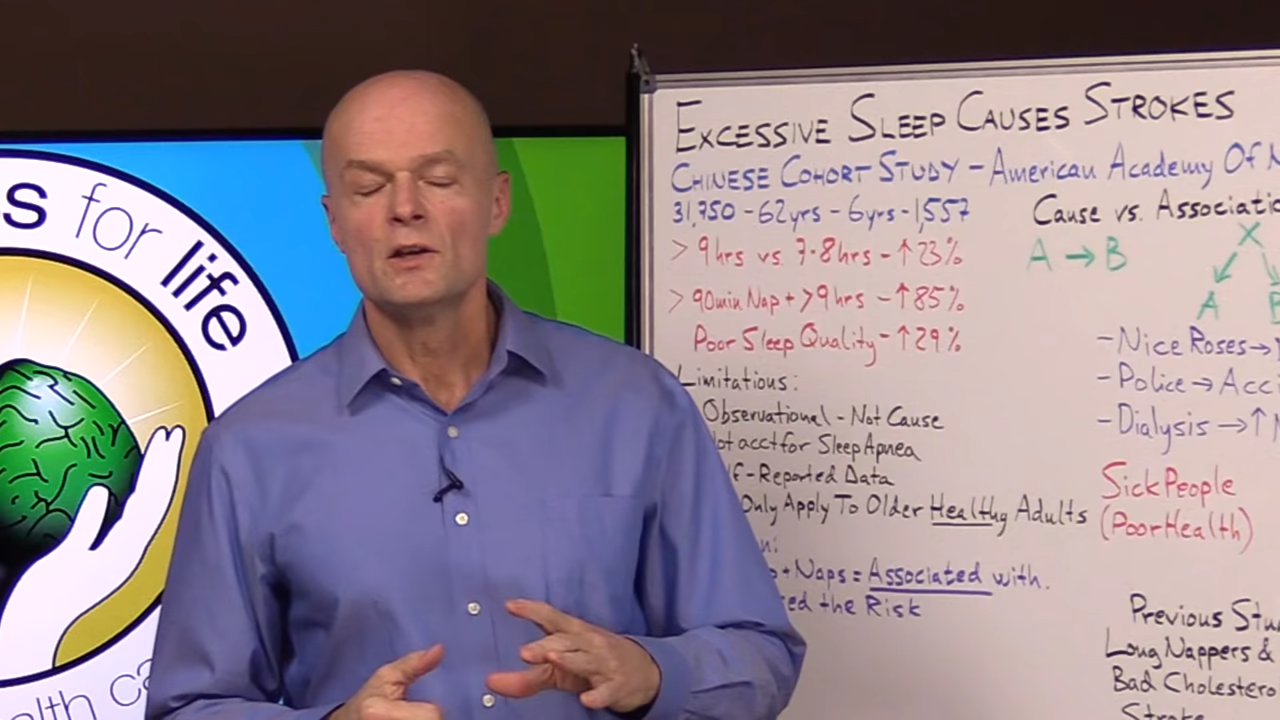 s for life
alth ca
EXCESSIVE SLEEP CAUSES STROKES
CHINESE COHORT STUDY - American Academy Of N
31,750 - 62yrs - 6yrs - 1,557
> 9hrs vs. 7-8hrs - ↑23%
> 90min Nap + >9hrs - ↑85%
Poor Sleep Quality - ↑29%
Limitations:
Observational - Not Cause
ot acct for Sleep Apnea
f-Reported Data
Only Apply To Older Healthy Adults
n:
p + Naps = Associated with.
ed the Risk
Cause vs. Associatio
A → B
X
A B
- Nice Roses →
- Police → Acci
- Dialysis → ↑
Sick People
(Poor Health)
Previous Stu
Long Nappers &
Bad Cholestero
Stroke